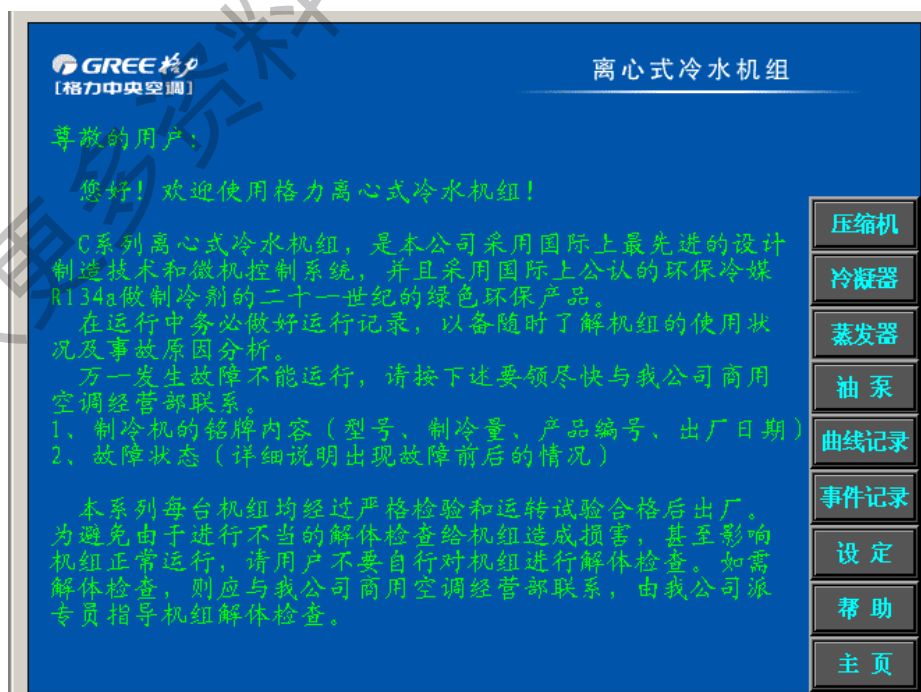 GREE格力
[格力中央空调]
离心式冷水机组
尊敬的用户:
您好! 欢迎使用格力离心式冷水机组!
C系列离心式冷水机组, 是本公司采用国际上最先进的设计
制造技术和微机控制系统, 并且采用国际上公认的环保冷媒
R134a做制冷剂的二十一世纪的绿色环保产品。
在运行中务必做好运行记录, 以备随时了解机组的使用状
况及事故原因分析。
万一发生故障不能运行, 请按下述要领尽快与我公司商用
空调经营部联系。
1、制冷机的铭牌内容(型号、制冷量、产品编号、出厂日期)
2、故障状态(详细说明出现故障前后的情况)
本系列每台机组均经过严格检验和运转试验合格后出厂。
为避免由于进行不当的解体检查给机组造成损害, 甚至影响
机组正常运行, 请用户不要自行对机组进行解体检查。如需
解体检查, 则应与我公司商用空调经营部联系, 由我公司派
专员指导机组解体检查。
压缩机
冷凝器
蒸发器
油 泵
曲线记录
事件记录
设 定
帮 助
主 页
更多资料